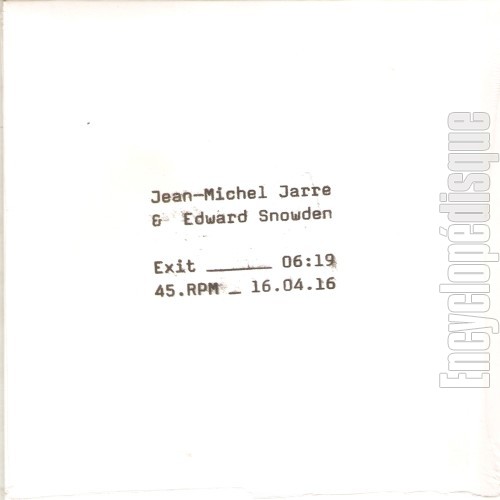 Jean-Michel Jarre
& Edward Snowden
Exit ______ 06:19
45.RPM _ 16.04.16
Encyclopédisque